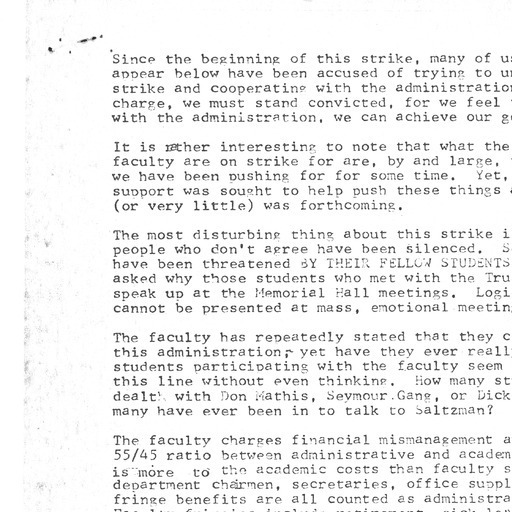 Since the beginning of this strike, many of
appear below have been accused of trying to
strike and cooperating with the administration
charge, we must stand convicted, for we feel
with the administration, we can achieve our
It is rather interesting to note that what the
faculty are on strike for are, by and large,
we have been pushing for for some time. Yet,
support was sought to help push these things
(or very little) was forthcoming.
The most disturbing thing about this strike
people who don't agree have been silenced.
have been threatened BY THEIR FELLOW STUDENTS
asked why those students who met with the
speak up at the Memorial Hall meetings.
cannot be presented at mass, emotional
The faculty has repeatedly stated that they
this administration, yet have they ever
students participating with the faculty seem
this line without even thinking. How many
dealt with Don Mathis, Seymour Gang, or Dick
many have ever been in to talk to Saltzman?
The faculty charges financial mismanagement
55/45 ratio between administrative and
is more to the academic costs than faculty
department chairmen, secretaries, office
fringe benefits are all counted as